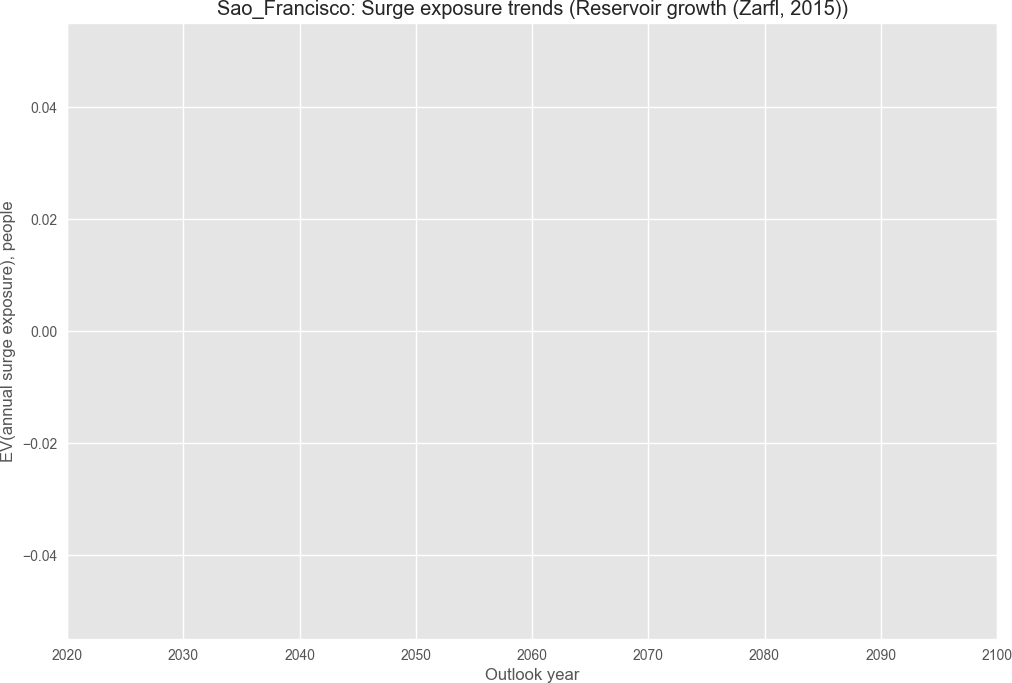 Sao_Francisco: Surge exposure trends (Reservoir growth (Zarfl, 2015))
EV(annual surge exposure), people
0.04
0.02
0.00
−0.02
−0.04
2020 2030 2040 2050 2060 2070 2080 2090 2100
Outlook year